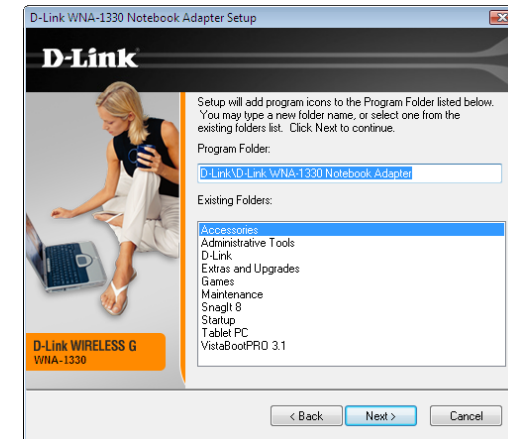 D-Link WNA-1330 Notebook Adapter Setup
D-Link
Setup will add program icons to the Program Folder listed below.
You may type a new folder name, or select one from the
existing folders list. Click Next to continue.
Program Folder:
D-Link\D-Link WNA-1330 Notebook Adapter
Existing Folders:
Accessories
Administrative Tools
D-Link
Extras and Upgrades
Games
Maintenance
SnagIt 8
Startup
Tablet PC
VistaBootPRO 3.1
D-Link WIRELESS G
WNA-1330
< Back
Next >
Cancel